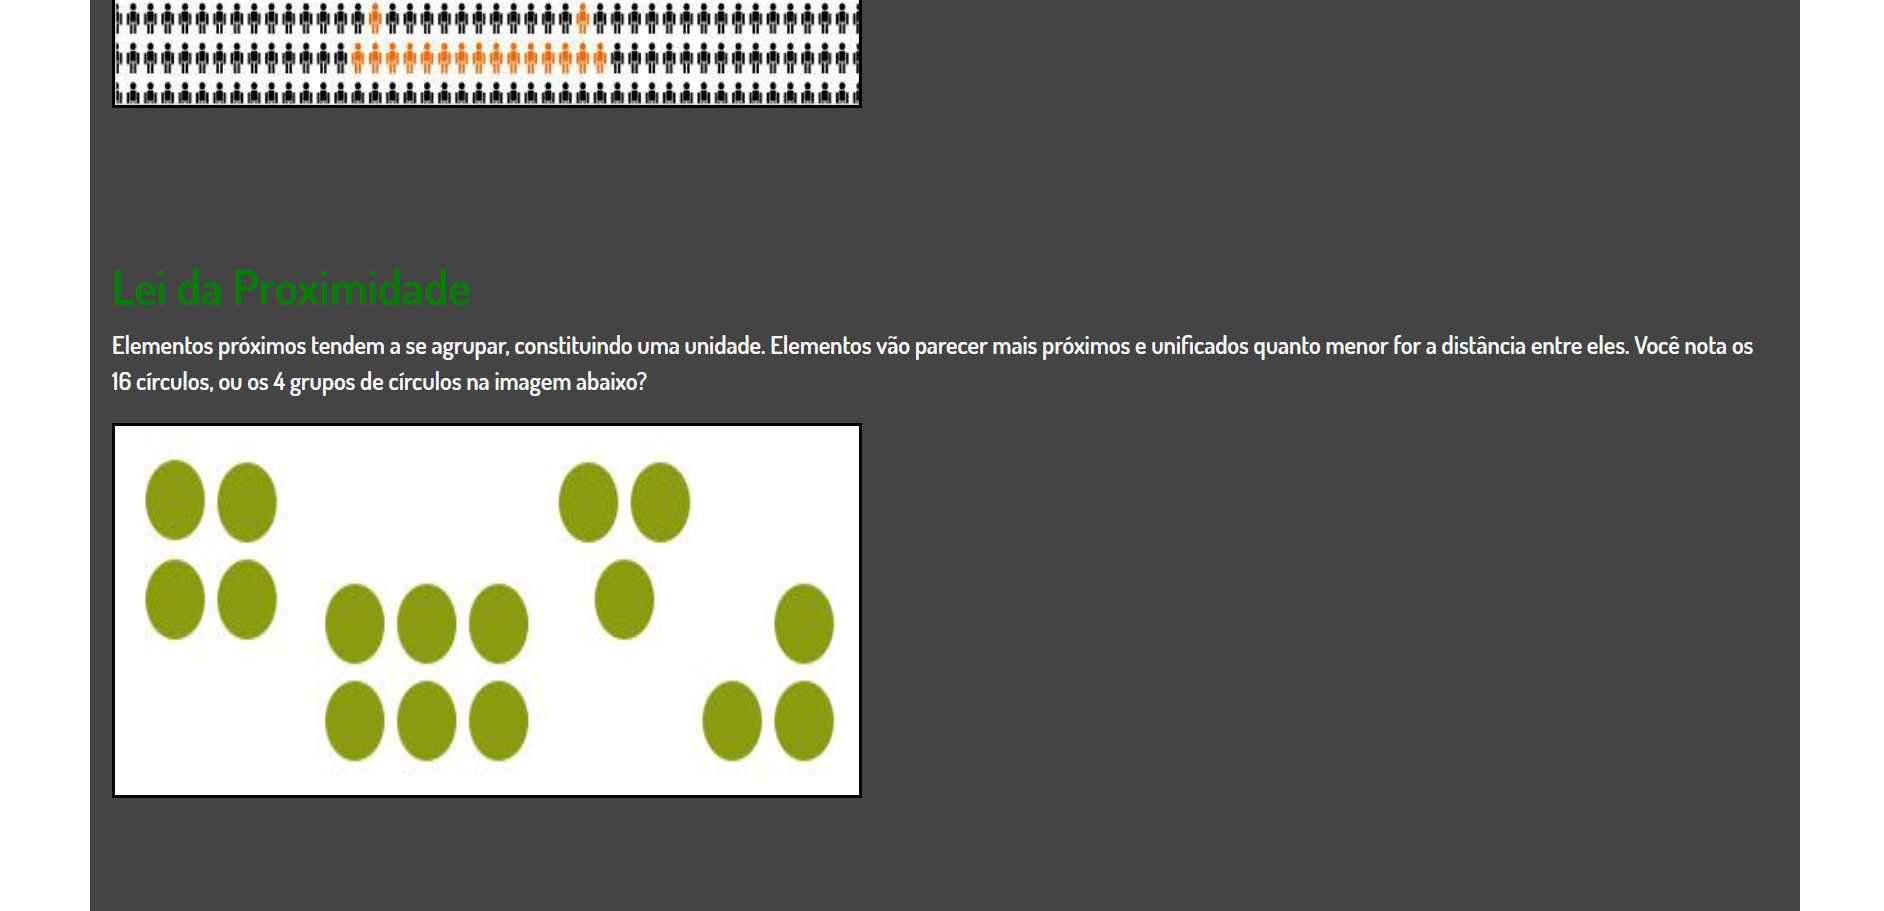 Lei da Proximidade
Elementos próximos tendem a se agrupar, constituindo uma unidade. Elementos vão parecer mais próximos e unificados quanto menor for a distância entre eles. Você nota os
16 círculos, ou os 4 grupos de círculos na imagem abaixo?